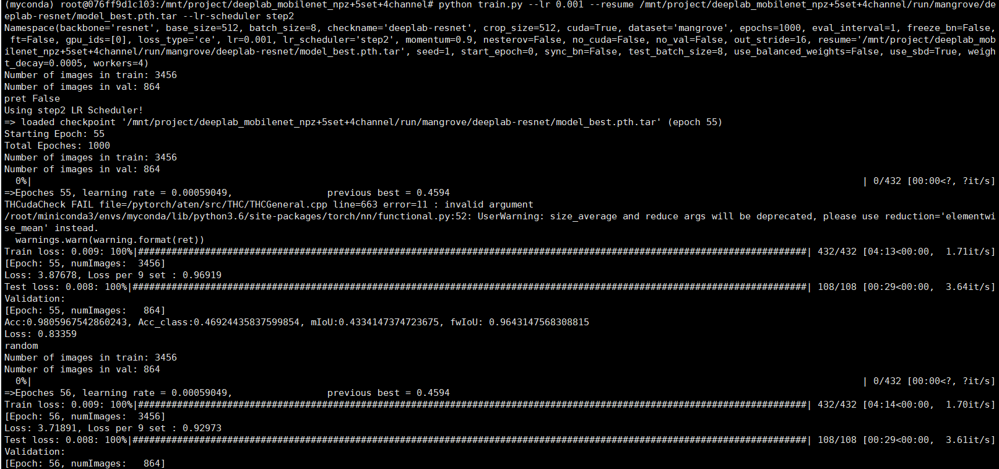 (myconda) root@076ff9d1c103:/mnt/project/deeplab_mobilenet_npz+5set+4channel# python train.py --lr 0.001 --resume /mnt/project/deeplab_mobilenet_npz+5set+4channel/run/mangrove/de
eplab-resnet/model_best.pth.tar --lr-scheduler step2
Namespace(backbone='resnet', base_size=512, batch_size=8, checkname='deeplab-resnet', crop_size=512, cuda=True, dataset='mangrove', epochs=1000, eval_interval=1, freeze_bn=False,
 ft=False, gpu_ids=[0], loss_type='ce', lr=0.001, lr_scheduler='step2', momentum=0.9, nesterov=False, no_cuda=False, no_val=False, out_stride=16, resume='/mnt/project/deeplab_mob
ilenet_npz+5set+4channel/run/mangrove/deeplab-resnet/model_best.pth.tar', seed=1, start_epoch=0, sync_bn=False, test_batch_size=8, use_balanced_weights=False, use_sbd=True, weigh
t_decay=0.0005, workers=4)
Number of images in train: 3456
Number of images in val: 864
pret False
Using step2 LR Scheduler!
=> loaded checkpoint '/mnt/project/deeplab_mobilenet_npz+5set+4channel/run/mangrove/deeplab-resnet/model_best.pth.tar' (epoch 55)
Starting Epoch: 55
Total Epoches: 1000
Number of images in train: 3456
Number of images in val: 864
  0%|                                                                                                                                                     | 0/432 [00:00<?, ?it/s]
=>Epoches 55, learning rate = 0.00059049,                 previous best = 0.4594
THCudaCheck FAIL file=/pytorch/aten/src/THC/THCGeneral.cpp line=663 error=11 : invalid argument
/root/miniconda3/envs/myconda/lib/python3.6/site-packages/torch/nn/functional.py:52: UserWarning: size_average and reduce args will be deprecated, please use reduction='elementwi
se_mean' instead.
  warnings.warn(warning.format(ret))
Train loss: 0.009: 100%|########################################################################################################################| 432/432 [04:13<00:00,  1.71it/s]
[Epoch: 55, numImages:  3456]
Loss: 3.87678, Loss per 9 set : 0.96919
Test loss: 0.008: 100%|#########################################################################################################################| 108/108 [00:29<00:00,  3.64it/s]
Validation:
[Epoch: 55, numImages:   864]
Acc:0.9805967542860243, Acc_class:0.46924435837599854, mIoU:0.4334147374723675, fwIoU: 0.9643147568308815
Loss: 0.83359
random
Number of images in train: 3456
Number of images in val: 864
  0%|                                                                                                                                                     | 0/432 [00:00<?, ?it/s]
=>Epoches 56, learning rate = 0.00059049,                 previous best = 0.4594
Train loss: 0.009: 100%|########################################################################################################################| 432/432 [04:14<00:00,  1.70it/s]
[Epoch: 56, numImages:  3456]
Loss: 3.71891, Loss per 9 set : 0.92973
Test loss: 0.008: 100%|#########################################################################################################################| 108/108 [00:29<00:00,  3.61it/s]
Validation:
[Epoch: 56, numImages:   864]